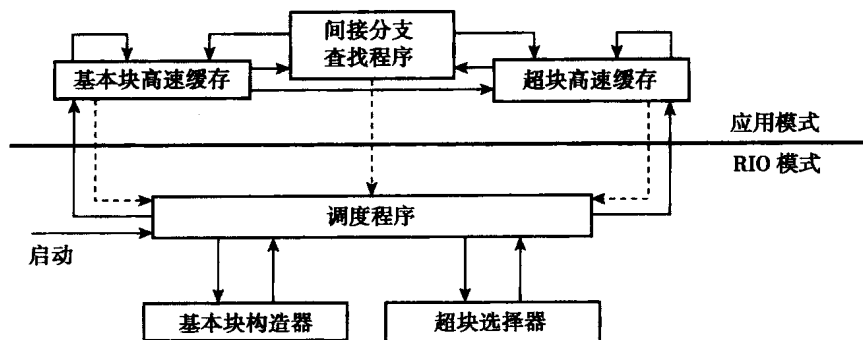 间接分支
查找程序
基本块高速缓存
超块高速缓存
应用模式
RIO 模式
调度程序
启动
基本块构造器
超块选择器